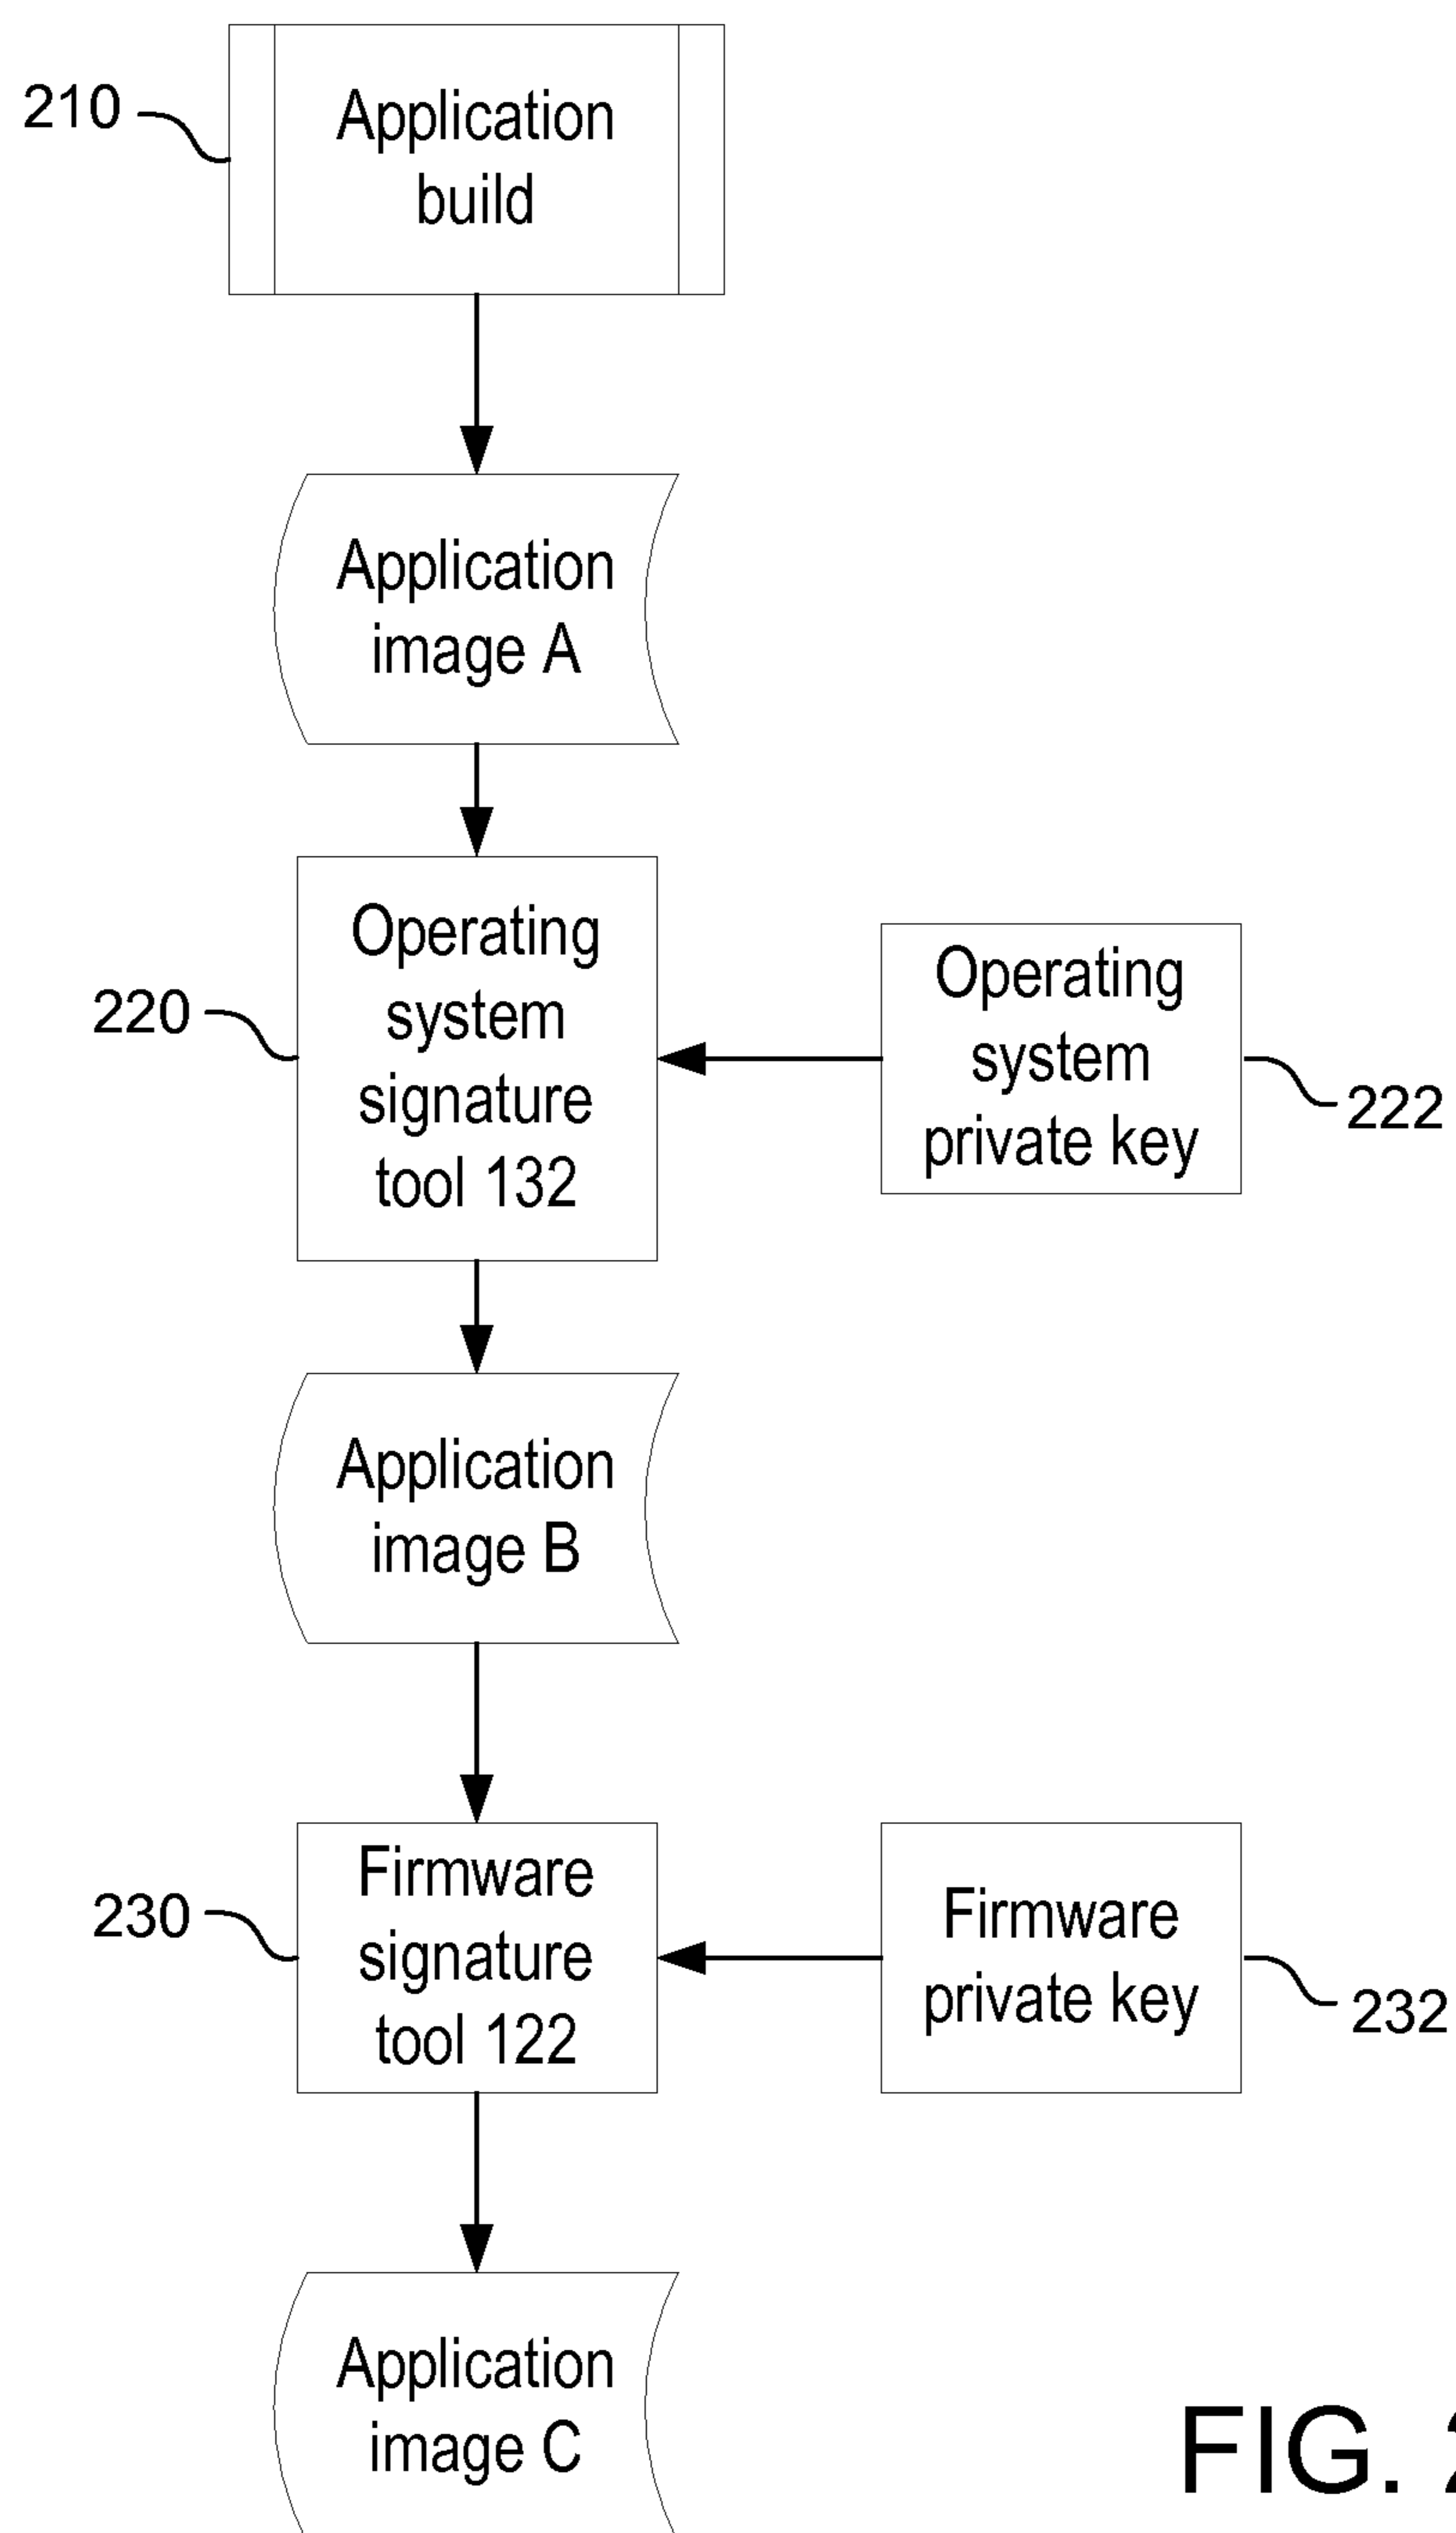 210
Application
build
Application
image A
220
Operating
system
signature
tool 132
Operating
system
private key
222
Application
image B
230
Firmware
signature
tool 122
Firmware
private key
232
Application
image C
FIG. 2